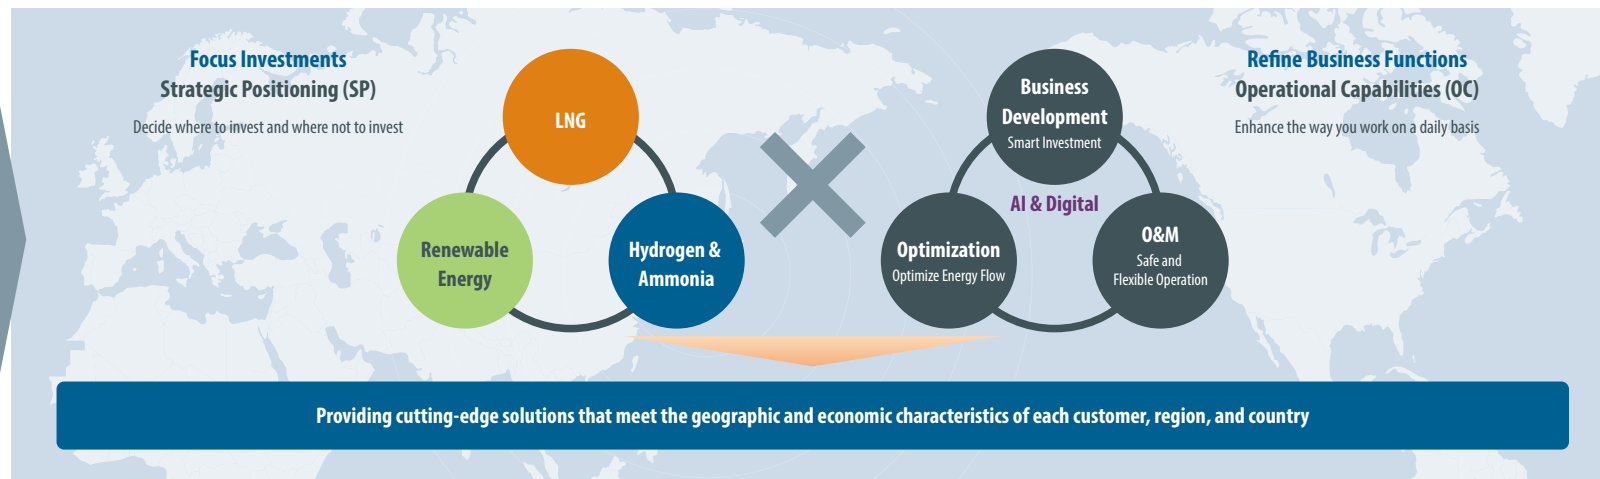 Focus Investments
Strategic Positioning (SP)
Decide where to invest and where not to invest
LNG
Renewable
Energy
Hydrogen &
Ammonia
Business
Development
Smart Investment
AI & Digital
Optimization
Optimize Energy Flow
O&M
Safe and
Flexible Operation
Refine Business Functions
Operational Capabilities (OC)
Enhance the way you work on a daily basis
Providing cutting-edge solutions that meet the geographic and economic characteristics of each customer, region, and country